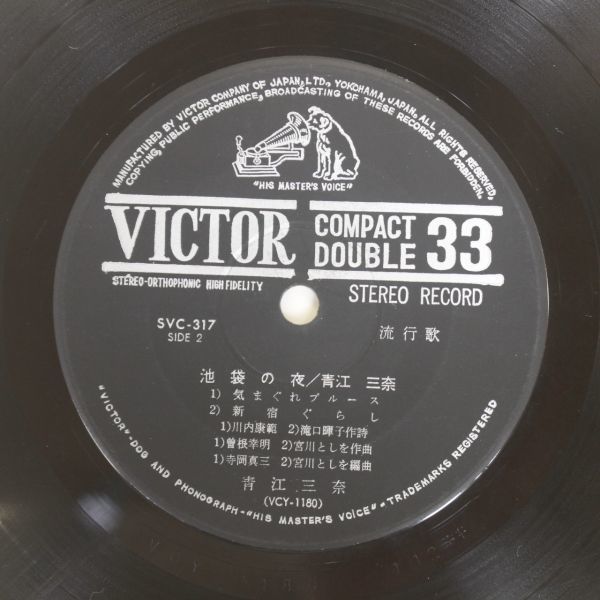 MANUFACTURED BY VICTOR COMPANY OF JAPAN, LTD., YOKOHAMA, JAPAN. ALL RIGHTS RESERVED.
COPYING, PUBLIC PERFORMANCE, BROADCASTING OF THESE RECORDS ARE FORBIDDEN.
"HIS MASTER'S VOICE"
VICTOR
COMPACT
DOUBLE 33
STEREO-ORTHOPHONIC HIGH FIDELITY
STEREO RECORD
SVC-317
SIDE 2
流行歌
池袋の夜/青江 三奈
1) 気まぐれブルース
2) 新宿ぐらし
1)川内康範 2)滝口暉子作詩
1)曽根幸明 2)宮川としを作曲
1)寺岡真三 2)宮川としを編曲
青江三奈
(VCY-1180)
"VICTOR"-DOG AND PHONOGRAPH-"HIS MASTER'S VOICE"-TRADEMARKS REGISTERED